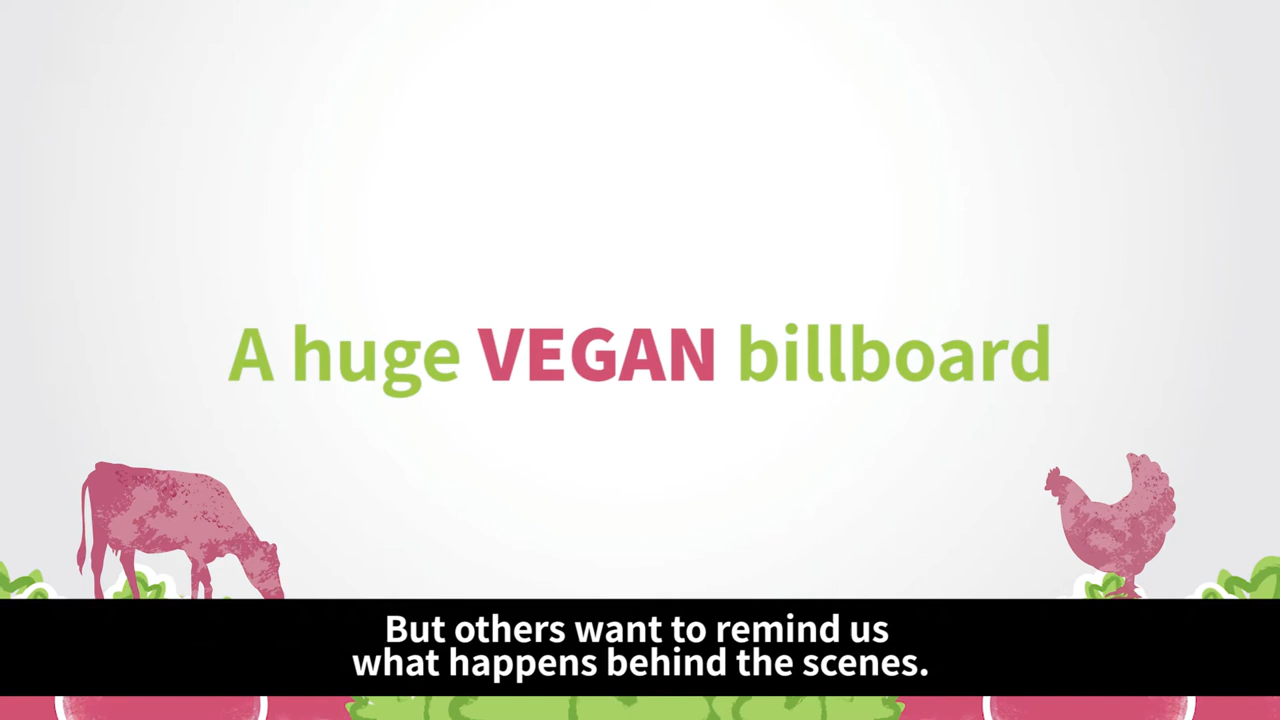 A huge VEGAN billboard
But others want to remind us
what happens behind the scenes.